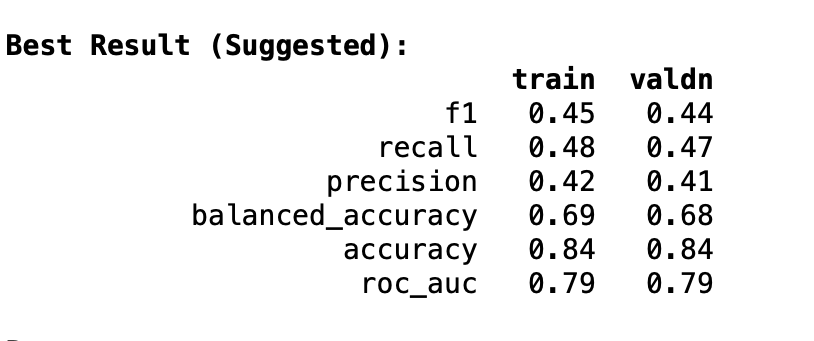 Best Result (Suggested):
train valdn
f1 0.45 0.44
recall 0.48 0.47
precision 0.42 0.41
balanced_accuracy 0.69 0.68
accuracy 0.84 0.84
roc_auc 0.79 0.79